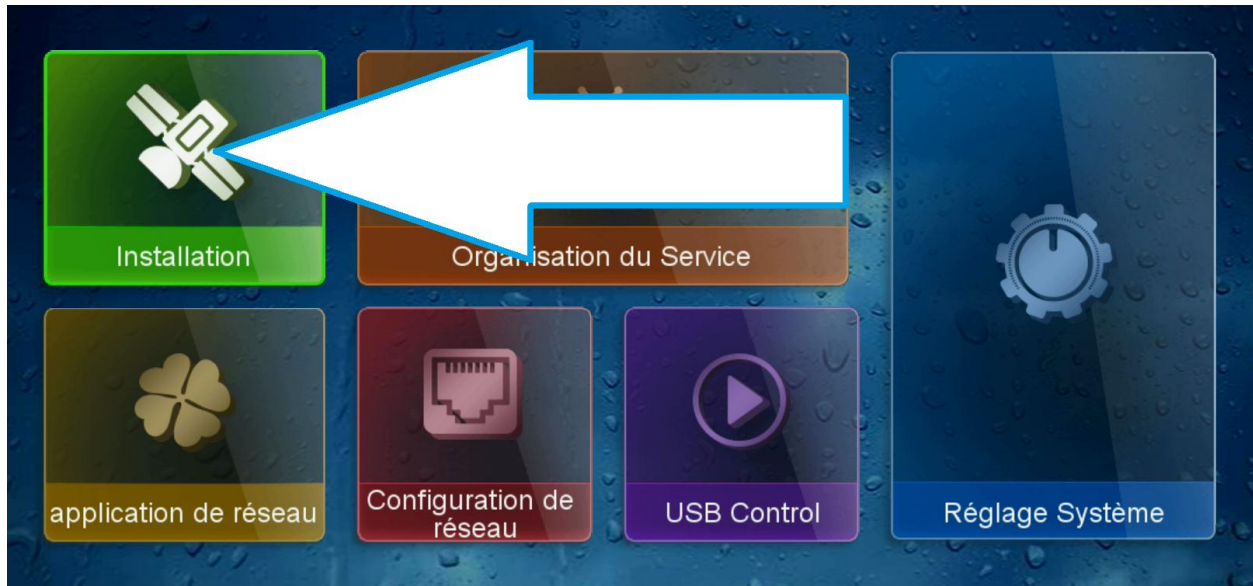 Installation
Organisation du Service
application de réseau
Configuration de
réseau
USB Control
Réglage Système